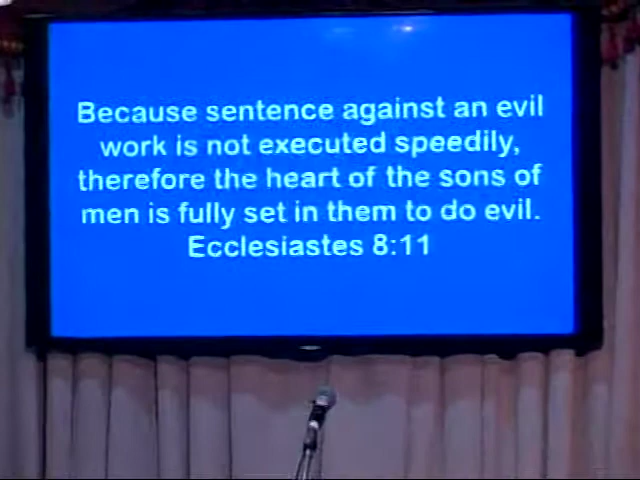 Because sentence against an evil
work is not executed speedily,
therefore the heart of the sons of
men is fully set in them to do evil.
Ecclesiastes 8:11